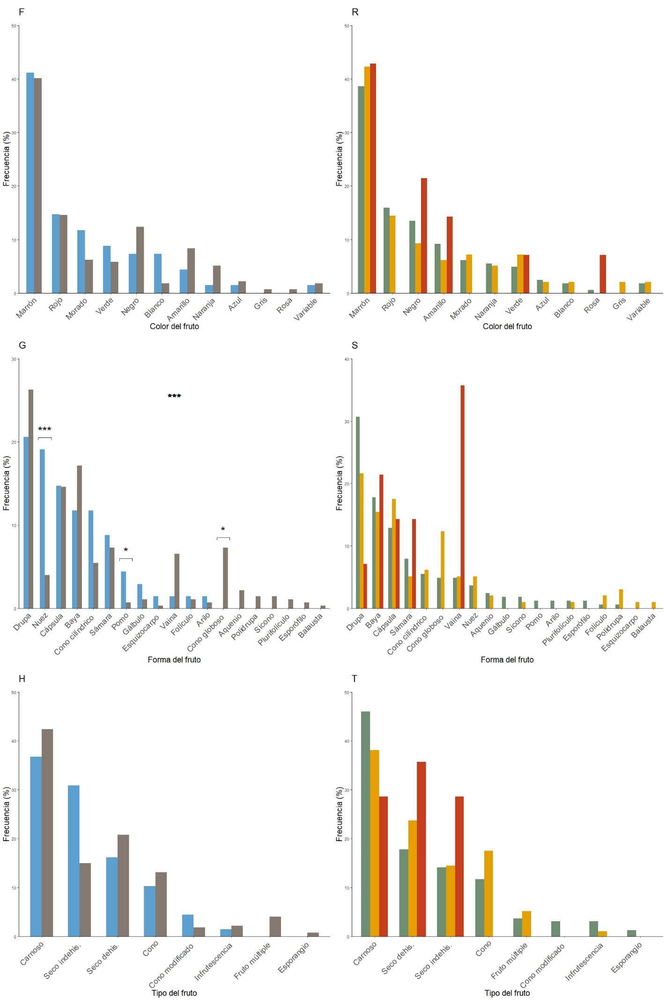 F
50
40
30
20
10
0
Frecuencia (%)
Marrón
Rojo
Morado
Verde
Negro
Blanco
Amarillo
Naranja
Azul
Gris
Rosa
Variable
Color del fruto
R
50
40
30
20
10
0
Frecuencia (%)
Marrón
Rojo
Negro
Amarillo
Morado
Naranja
Verde
Azul
Blanco
Rosa
Gris
Variable
Color del fruto
G
30
20
10
0
Frecuencia (%)
***
***
*
*
Drupa
Nuez
Cápsula
Baya
Cono cilíndrico
Sámara
Pomo
Gálbulo
Esquizocarpo
Vaina
Folículo
Arilo
Cono globoso
Aquenio
Polidrupa
Sicono
Plurifolículo
Esporófilo
Balausta
Forma del fruto
S
40
30
20
10
0
Frecuencia (%)
Drupa
Baya
Cápsula
Sámara
Cono cilíndrico
Cono globoso
Vaina
Nuez
Aquenio
Gálbulo
Sicono
Pomo
Arilo
Plurifolículo
Esporófilo
Folículo
Polidrupa
Esquizocarpo
Balausta
Forma del fruto
H
50
40
30
20
10
0
Frecuencia (%)
Carnoso
Seco indehis.
Seco dehis.
Cono
Cono modificado
Infrutescencia
Fruto múltiple
Esporangio
Tipo del fruto
T
50
40
30
20
10
0
Frecuencia (%)
Carnoso
Seco dehis.
Seco indehis.
Cono
Fruto múltiple
Cono modificado
Infrutescencia
Esporangio
Tipo del fruto